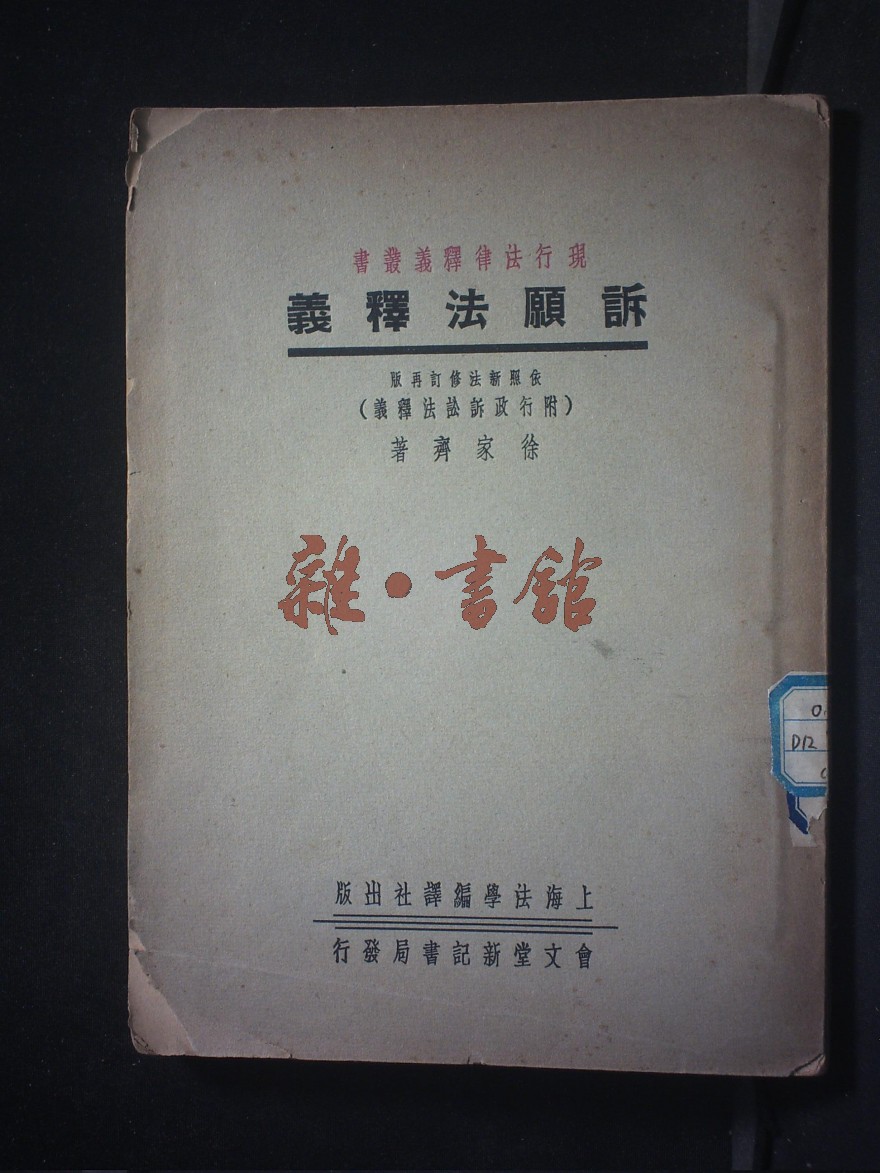 現行法律釋義叢書
訴願法釋義
依照新法修訂再版
（附行政訴訟法釋義）
徐家齊著
雜·書館
D12
上海法學編譯社出版
會文堂新記書局發行